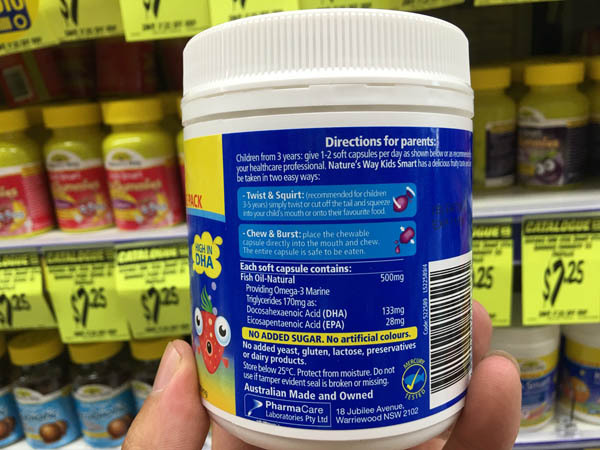 Directions for parents:
Children from 3 years: give 1-2 soft capsules per day as shown below or as recommended
your healthcare professional. Nature's Way Kids Smart has a delicious fruity taste and
be taken in two easy ways:
- Twist & Squirt: (recommended for children
3-5 years) simply twist or cut off the tail and squeeze
into your child's mouth or onto their favourite food.
- Chew & Burst: place the chewable
capsule directly into the mouth and chew.
The entire capsule is safe to be eaten.
PACK
HIGH IN
DHA
Each soft capsule contains:
Fish Oil-Natural 500mg
Providing Omega-3 Marine
Triglycerides 170mg as:
Docosahexaenoic Acid (DHA) 133mg
Eicosapentaenoic Acid (EPA) 28mg
NO ADDED SUGAR. No artificial colours.
No added yeast, gluten, lactose, preservatives
or dairy products.
Store below 25°C. Protect from moisture. Do not
use if tamper evident seal is broken or missing.
Australian Made and Owned
PharmaCare
Laboratories Pty Ltd
18 Jubilee Avenue,
Warriewood NSW 2102
MERCURY
TESTED
$7.25
$7.25
$7.25